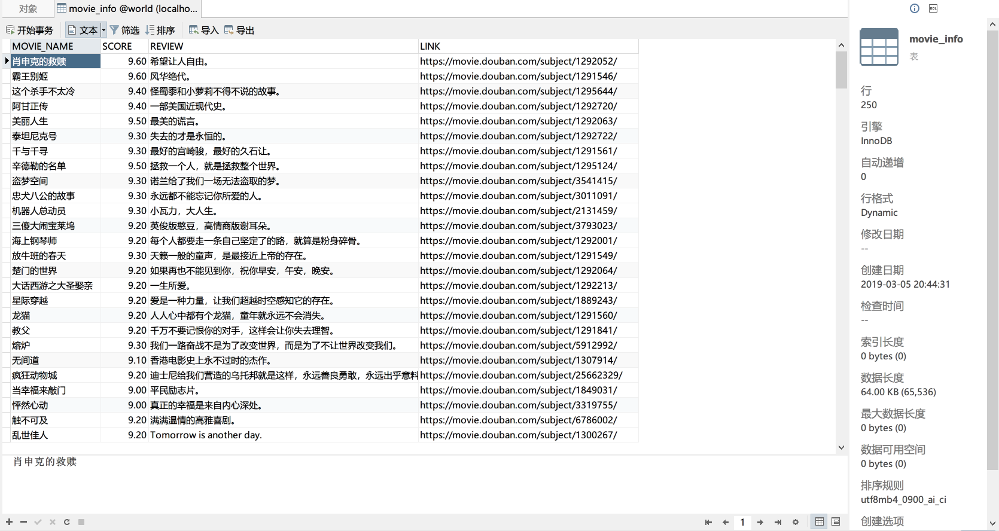 对象 movie_info @world (localho...
开始事务 文本 筛选 排序 导入 导出
MOVIE_NAME SCORE REVIEW LINK
肖申克的救赎 9.60 希望让人自由。 https://movie.douban.com/subject/1292052/
霸王别姬 9.60 风华绝代。 https://movie.douban.com/subject/1291546/
这个杀手不太冷 9.40 怪蜀黍和小萝莉不得不说的故事。 https://movie.douban.com/subject/1295644/
阿甘正传 9.40 一部美国近现代史。 https://movie.douban.com/subject/1292720/
美丽人生 9.50 最美的谎言。 https://movie.douban.com/subject/1292063/
泰坦尼克号 9.30 失去的才是永恒的。 https://movie.douban.com/subject/1292722/
千与千寻 9.30 最好的宫崎骏，最好的久石让。 https://movie.douban.com/subject/1291561/
辛德勒的名单 9.50 拯救一个人，就是拯救整个世界。 https://movie.douban.com/subject/1295124/
盗梦空间 9.30 诺兰给了我们一场无法盗取的梦。 https://movie.douban.com/subject/3541415/
忠犬八公的故事 9.30 永远都不能忘记你所爱的人。 https://movie.douban.com/subject/3011091/
机器人总动员 9.30 小瓦力，大人生。 https://movie.douban.com/subject/2131459/
三傻大闹宝莱坞 9.20 英俊版憨豆，高情商版谢耳朵。 https://movie.douban.com/subject/3793023/
海上钢琴师 9.20 每个人都要走一条自己坚定了的路，就算是粉身碎骨。 https://movie.douban.com/subject/1292001/
放牛班的春天 9.30 天籁一般的童声，是最接近上帝的存在。 https://movie.douban.com/subject/1291549/
楚门的世界 9.20 如果再也不能见到你，祝你早安，午安，晚安。 https://movie.douban.com/subject/1292064/
大话西游之大圣娶亲 9.20 一生所爱。 https://movie.douban.com/subject/1292213/
星际穿越 9.20 爱是一种力量，让我们超越时空感知它的存在。 https://movie.douban.com/subject/1889243/
龙猫 9.20 人人心中都有个龙猫，童年就永远不会消失。 https://movie.douban.com/subject/1291560/
教父 9.20 千万不要记恨你的对手，这样会让你失去理智。 https://movie.douban.com/subject/1291841/
熔炉 9.30 我们一路奋战不是为了改变世界，而是为了不让世界改变我们。 https://movie.douban.com/subject/5912992/
无间道 9.10 香港电影史上永不过时的杰作。 https://movie.douban.com/subject/1307914/
疯狂动物城 9.20 迪士尼给我们营造的乌托邦就是这样，永远善良勇敢，永远出乎意料 https://movie.douban.com/subject/25662329/
当幸福来敲门 9.00 平民励志片。 https://movie.douban.com/subject/1849031/
怦然心动 9.00 真正的幸福是来自内心深处。 https://movie.douban.com/subject/3319755/
触不可及 9.20 满满温情的高雅喜剧。 https://movie.douban.com/subject/6786002/
乱世佳人 9.20 Tomorrow is another day. https://movie.douban.com/subject/1300267/
肖申克的救赎
1
DDL
movie_info
表
行
250
引擎
InnoDB
自动递增
0
行格式
Dynamic
修改日期
--
创建日期
2019-03-05 20:44:31
检查时间
--
索引长度
0 bytes (0)
数据长度
64.00 KB (65,536)
最大数据长度
0 bytes (0)
数据可用空间
0 bytes (0)
排序规则
utf8mb4_0900_ai_ci
创建选项